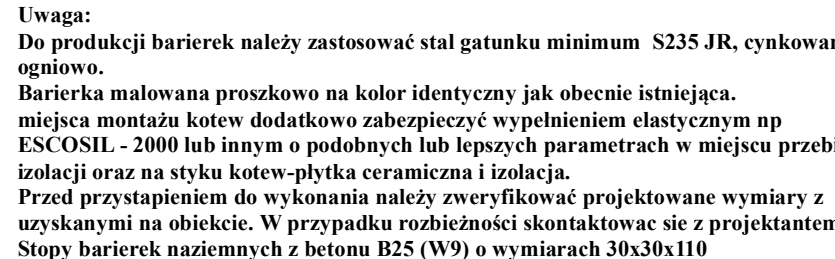 Uwaga:
Do produkcji barierek należy zastosować stal gatunku minimum S235 JR, cynkowan
ogniowo.
Barierka malowana proszkowo na kolor identyczny jak obecnie istniejąca.
miejsca montażu kotew dodatkowo zabezpieczyć wypełnieniem elastycznym np
ESCOSIL - 2000 lub innym o podobnych lub lepszych parametrach w miejscu przebi
izolacji oraz na styku kotew-płytka ceramiczna i izolacja.
Przed przystapieniem do wykonania należy zweryfikować projektowane wymiary z
uzyskanymi na obiekcie. W przypadku rozbieżności skontaktowac sie z projektantem
Stopy barierek naziemnych z betonu B25 (W9) o wymiarach 30x30x110